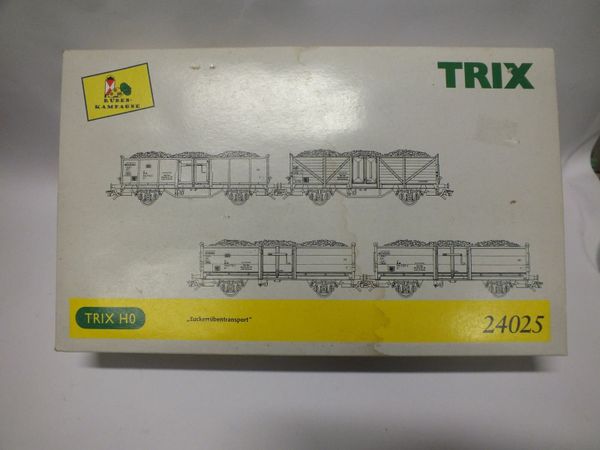 RÜBEN-
KAMPAGNE
TRIX
TRIX H0
„Zuckerrübentransport"
24025